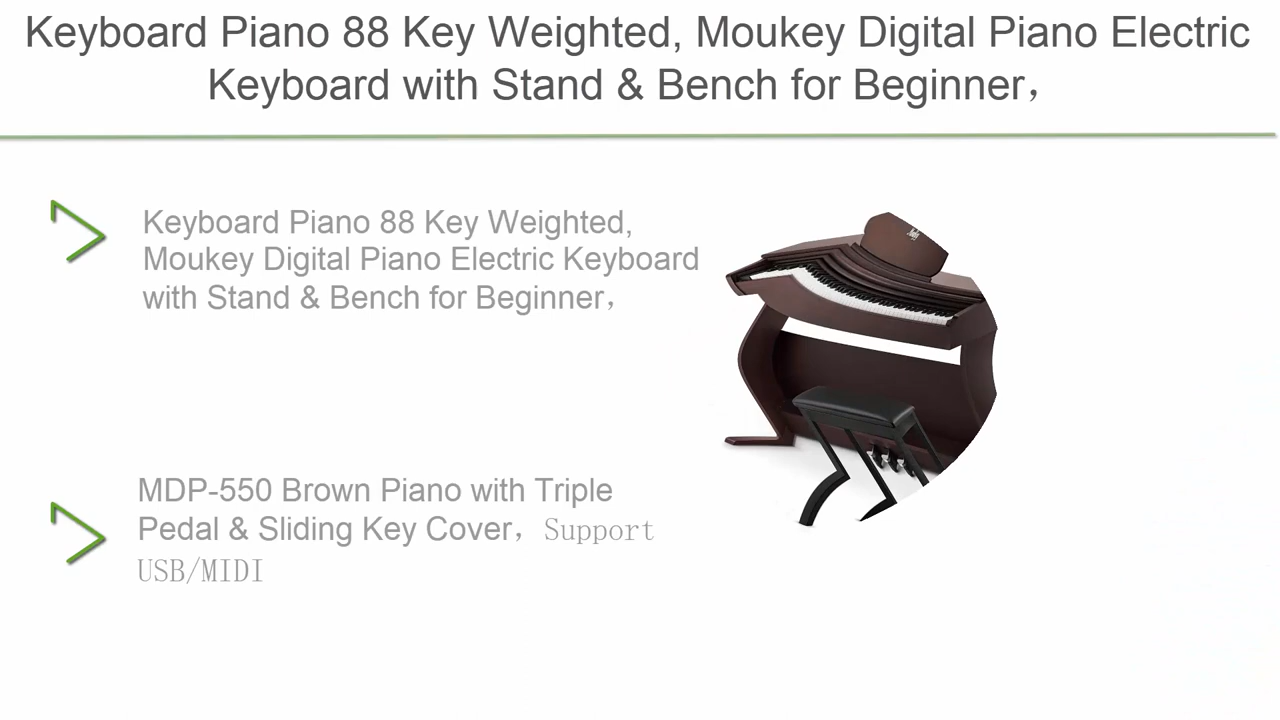 Keyboard Piano 88 Key Weighted, Moukey Digital Piano Electric
Keyboard with Stand & Bench for Beginner，
Keyboard Piano 88 Key Weighted,
Moukey Digital Piano Electric Keyboard
with Stand & Bench for Beginner，
MDP-550 Brown Piano with Triple
Pedal & Sliding Key Cover，Support
USB/MIDI